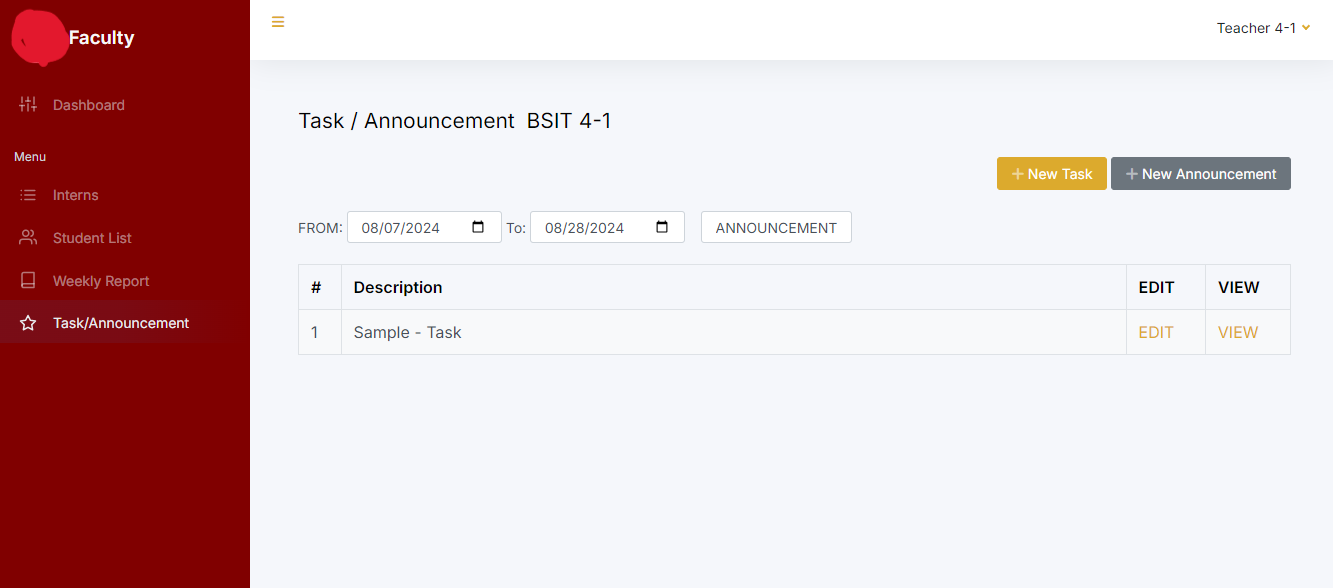 Faculty
Teacher 4-1
Dashboard
Menu
Interns
Student List
Weekly Report
Task/Announcement
Task / Announcement BSIT 4-1
+ New Task + New Announcement
FROM: 08/07/2024 To: 08/28/2024 ANNOUNCEMENT
# Description EDIT VIEW
1 Sample - Task EDIT VIEW